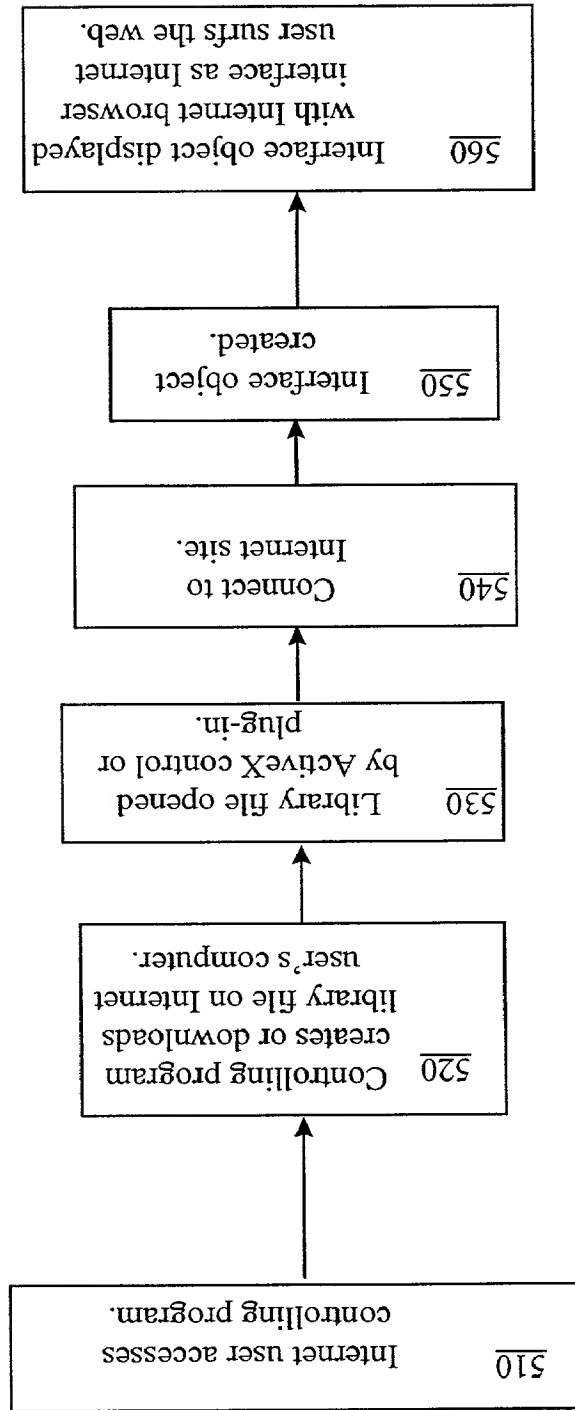 510 Internet user accesses
controlling program.
520 Controlling program
creates or downloads
library file on Internet
user's computer.
530 Library file opened
by ActiveX control or
plug-in.
540 Connect to
Internet site.
550 Interface object
created.
560 Interface object displayed
with Internet browser
interface as Internet
user surfs the web.